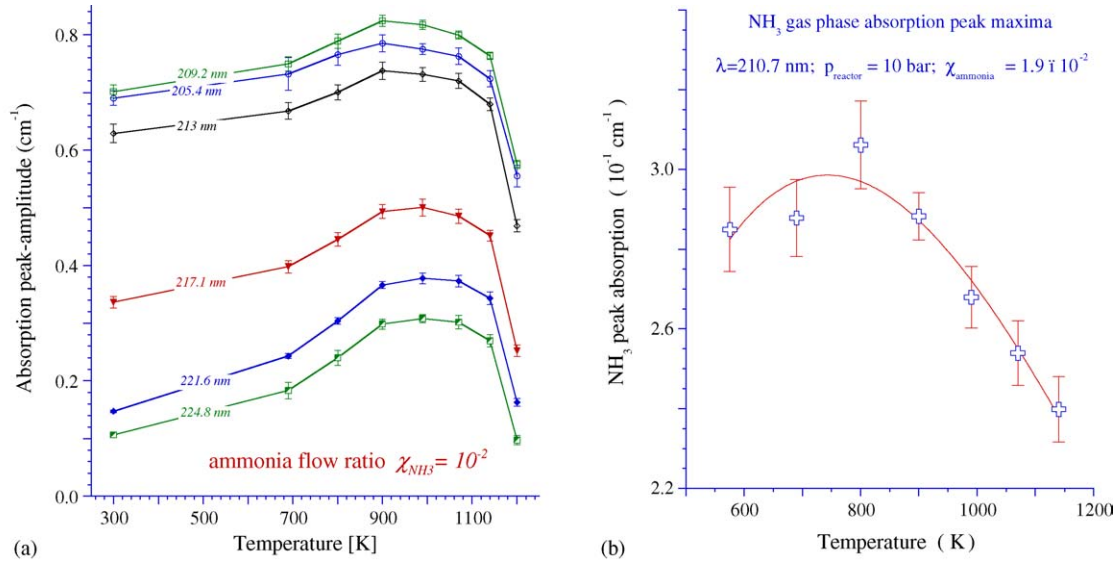 0.8
0.6
0.4
0.2
0.0
300
500
700
900
1100
Absorption peak-amplitude (cm⁻¹)
Temperature [K]
209.2 nm
205.4 nm
213 nm
217.1 nm
221.6 nm
224.8 nm
ammonia flow ratio χNH3= 10⁻²
(a)
NH₃ gas phase absorption peak maxima
λ=210.7 nm; p_reactor = 10 bar; χ_ammonia = 1.9 ï 10⁻²
NH₃ peak absorption ( 10⁻¹ cm⁻¹)
3.0
2.6
2.2
600
800
1000
1200
Temperature ( K)
(b)